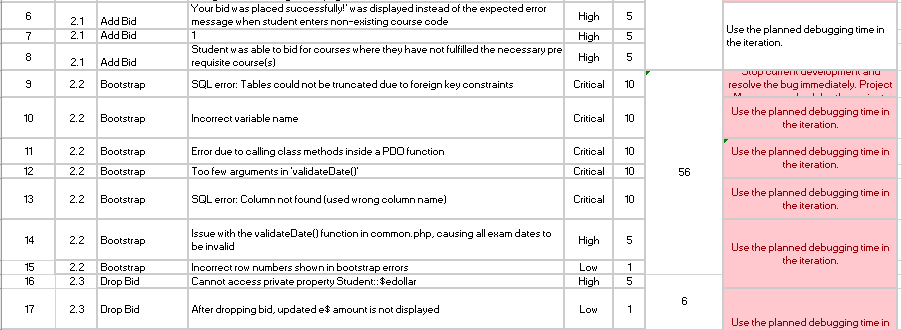 Your bid was placed successfully!' was displayed instead of the expected error
6 2.1 Add Bid message when student enters non-existing course code High 5
7 2.1 Add Bid 1 High 5
Use the planned debugging time in
the iteration.
8 2.1 Add Bid Student was able to bid for courses where they have not fulfilled the necessary pre High 5
requisite course(s)
9 2.2 Bootstrap SQL error: Tables could not be truncated due to foreign key constraints Critical 10
Stop current development and
resolve the bug immediately. Project
10 2.2 Bootstrap Incorrect variable name Critical 10
Use the planned debugging time in
the iteration.
11 2.2 Bootstrap Error due to calling class methods inside a PDO function Critical 10
Use the planned debugging time in
the iteration.
12 2.2 Bootstrap Too few arguments in 'validateDate()' Critical 10
56
13 2.2 Bootstrap SQL error: Column not found (used wrong column name) Critical 10
Use the planned debugging time in
the iteration.
14 2.2 Bootstrap Issue with the validateDate() function in common.php, causing all exam dates to High 5
be invalid
Use the planned debugging time in
the iteration.
15 2.2 Bootstrap Incorrect row numbers shown in bootstrap errors Low 1
16 2.3 Drop Bid Cannot access private property Student::$edollar High 5
17 2.3 Drop Bid After dropping bid, updated e$ amount is not displayed Low 1
6
Use the planned debugging time in